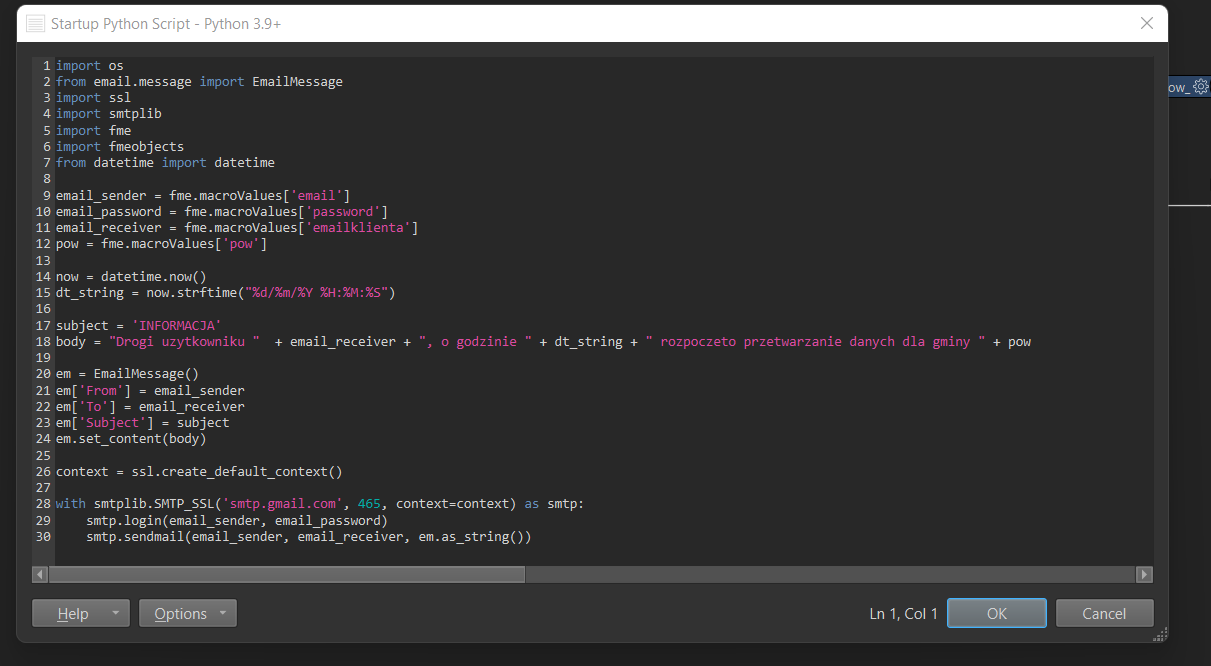 Startup Python Script - Python 3.9+
ow_
1 import os
2 from email.message import EmailMessage
3 import ssl
4 import smtplib
5 import fme
6 import fmeobjects
7 from datetime import datetime
8
9 email_sender = fme.macroValues['email']
10 email_password = fme.macroValues['password']
11 email_receiver = fme.macroValues['emailklienta']
12 pow = fme.macroValues['pow']
13
14 now = datetime.now()
15 dt_string = now.strftime("%d/%m/%Y %H:%M:%S")
16
17 subject = 'INFORMACJA'
18 body = "Drogi uzytkowniku "  + email_receiver + ", o godzinie " + dt_string + " rozpoczeto przetwarzanie danych dla gminy " + pow
19
20 em = EmailMessage()
21 em['From'] = email_sender
22 em['To'] = email_receiver
23 em['Subject'] = subject
24 em.set_content(body)
25
26 context = ssl.create_default_context()
27
28 with smtplib.SMTP_SSL('smtp.gmail.com', 465, context=context) as smtp:
29     smtp.login(email_sender, email_password)
30     smtp.sendmail(email_sender, email_receiver, em.as_string())
Help Options Ln 1, Col 1 OK Cancel